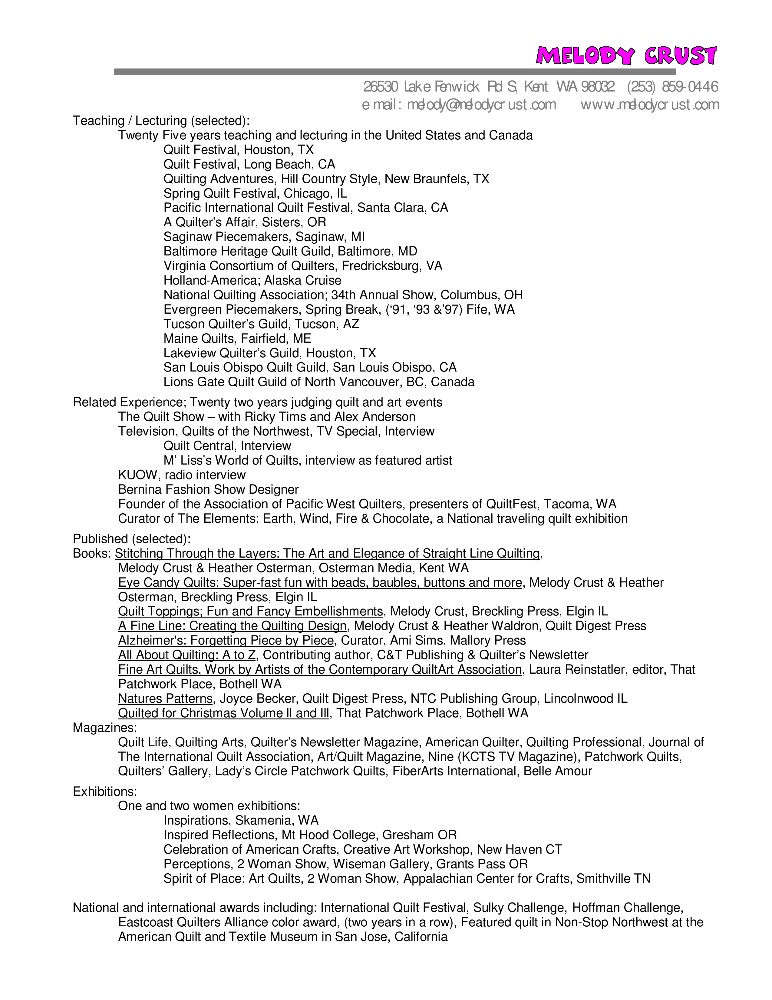 MELODY CRUST
26530 Lake Fenwick Rd S, Kent WA 98032 (253) 859-0446
email: melody@melodycrust.com www.melodycrust.com
Teaching / Lecturing (selected):
Twenty Five years teaching and lecturing in the United States and Canada
Quilt Festival, Houston, TX
Quilt Festival, Long Beach, CA
Quilting Adventures, Hill Country Style, New Braunfels, TX
Spring Quilt Festival, Chicago, IL
Pacific International Quilt Festival, Santa Clara, CA
A Quilter's Affair, Sisters, OR
Saginaw Piecemakers, Saginaw, MI
Baltimore Heritage Quilt Guild, Baltimore, MD
Virginia Consortium of Quilters, Fredricksburg, VA
Holland-America; Alaska Cruise
National Quilting Association; 34th Annual Show, Columbus, OH
Evergreen Piecemakers, Spring Break, ('91, '93 &'97) Fife, WA
Tucson Quilter's Guild, Tucson, AZ
Maine Quilts, Fairfield, ME
Lakeview Quilter's Guild, Houston, TX
San Louis Obispo Quilt Guild, San Louis Obispo, CA
Lions Gate Quilt Guild of North Vancouver, BC, Canada
Related Experience; Twenty two years judging quilt and art events
The Quilt Show – with Ricky Tims and Alex Anderson
Television, Quilts of the Northwest, TV Special, Interview
Quilt Central, Interview
M' Liss's World of Quilts, interview as featured artist
KUOW, radio interview
Bernina Fashion Show Designer
Founder of the Association of Pacific West Quilters, presenters of QuiltFest, Tacoma, WA
Curator of The Elements: Earth, Wind, Fire & Chocolate, a National traveling quilt exhibition
Published (selected):
Books: Stitching Through the Layers: The Art and Elegance of Straight Line Quilting,
Melody Crust & Heather Osterman, Osterman Media, Kent WA
Eye Candy Quilts: Super-fast fun with beads, baubles, buttons and more, Melody Crust & Heather
Osterman, Breckling Press, Elgin IL
Quilt Toppings; Fun and Fancy Embellishments, Melody Crust, Breckling Press, Elgin IL
A Fine Line: Creating the Quilting Design, Melody Crust & Heather Waldron, Quilt Digest Press
Alzheimer's: Forgetting Piece by Piece, Curator, Ami Sims, Mallory Press
All About Quilting: A to Z, Contributing author, C&T Publishing & Quilter's Newsletter
Fine Art Quilts, Work by Artists of the Contemporary QuiltArt Association, Laura Reinstatler, editor, That
Patchwork Place, Bothell WA
Natures Patterns, Joyce Becker, Quilt Digest Press, NTC Publishing Group, Lincolnwood IL
Quilted for Christmas Volume II and III, That Patchwork Place, Bothell WA
Magazines:
Quilt Life, Quilting Arts, Quilter's Newsletter Magazine, American Quilter, Quilting Professional, Journal of
The International Quilt Association, Art/Quilt Magazine, Nine (KCTS TV Magazine), Patchwork Quilts,
Quilters' Gallery, Lady's Circle Patchwork Quilts, FiberArts International, Belle Amour
Exhibitions:
One and two women exhibitions:
Inspirations, Skamenia, WA
Inspired Reflections, Mt Hood College, Gresham OR
Celebration of American Crafts, Creative Art Workshop, New Haven CT
Perceptions, 2 Woman Show, Wiseman Gallery, Grants Pass OR
Spirit of Place: Art Quilts, 2 Woman Show, Appalachian Center for Crafts, Smithville TN
National and international awards including: International Quilt Festival, Sulky Challenge, Hoffman Challenge,
Eastcoast Quilters Alliance color award, (two years in a row), Featured quilt in Non-Stop Northwest at the
American Quilt and Textile Museum in San Jose, California